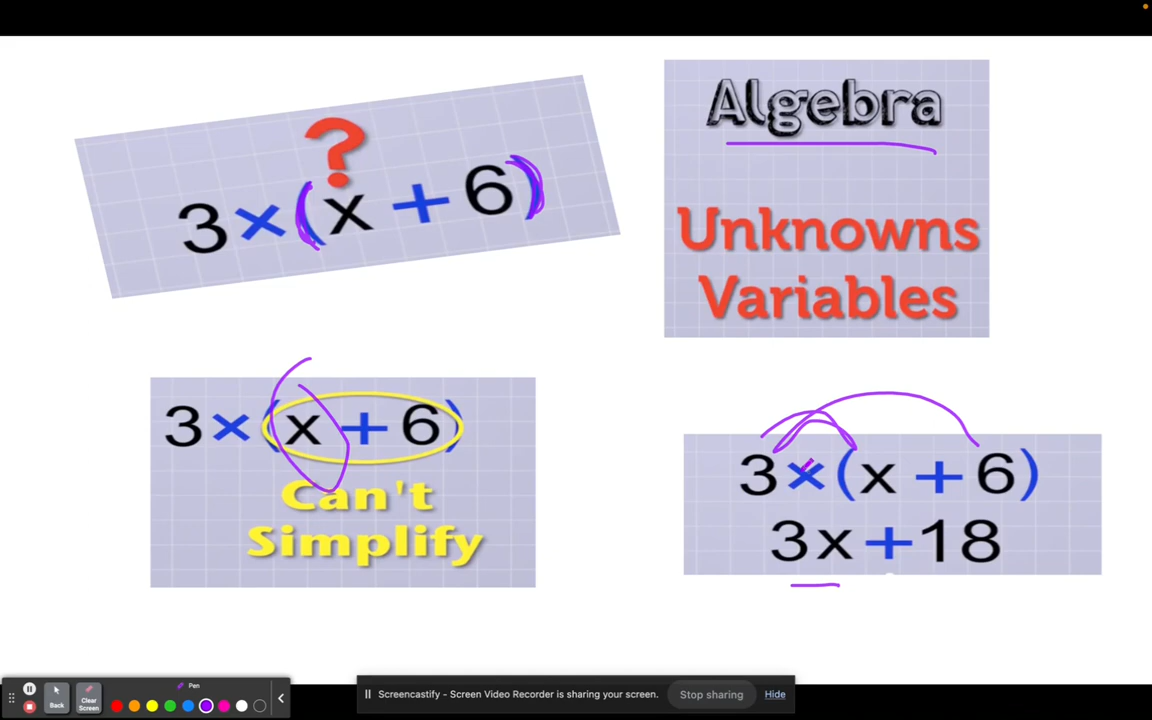 ?
3×(x + 6)
Algebra
Unknowns
Variables
3×(x + 6)
Can't
Simplify
3×(x + 6)
3x+18
Pen
Back
Clear
Screen
Screencastify - Screen Video Recorder is sharing your screen.
Stop sharing
Hide